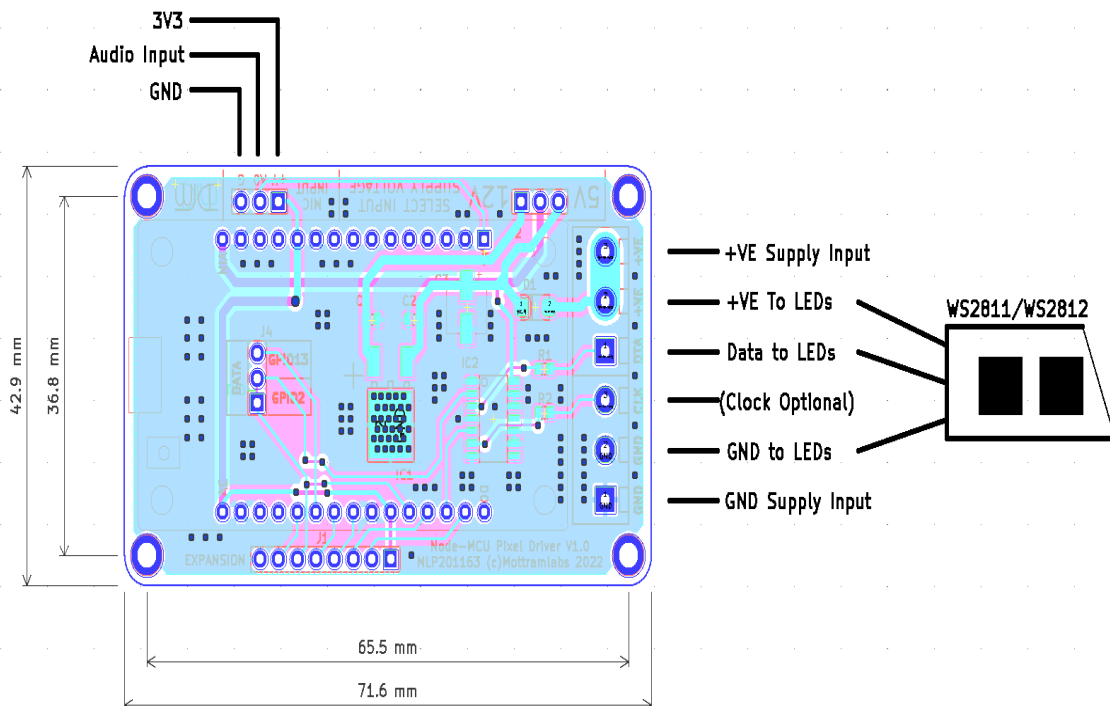 3V3
Audio Input
GND
SELECT INPUT
SUPPLY VOLTAGE
MIC
INPUT
5V
12V
+VE Supply Input
+VE To LEDs
Data to LEDs
(Clock Optional)
GND to LEDs
GND Supply Input
WS2811/WS2812
+VE
+VE
DTA
CLK
GND
GND
D1
C2
IC2
R1
R2
IC1
J4
GPIO13
DATA
GPIO2
J1
EXPANSION
Node-MCU Pixel Driver V1.0
NLP201163 (c)Mottramlabs 2022
42.9 mm
36.8 mm
65.5 mm
71.6 mm